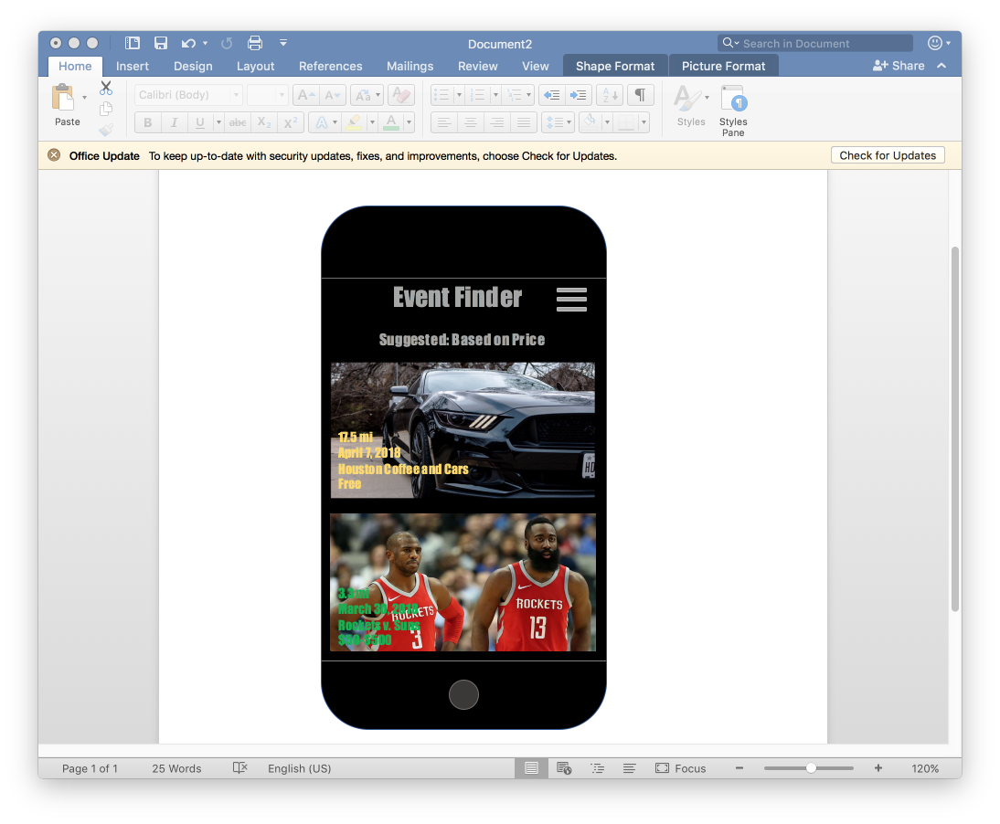 Document2
Search in Document
Home Insert Design Layout References Mailings Review View Shape Format Picture Format Share
Calibri (Body)
Paste
Styles
Styles Pane
Office Update To keep up-to-date with security updates, fixes, and improvements, choose Check for Updates. Check for Updates
Event Finder
Suggested: Based on Price
17.5 mi
April 7, 2018
Houston Coffee and Cars
Free
HD
3.3 mi
March 30, 2018
Rockets v. Suns
$50-$500
ROCKETS
3
ROCKETS
13
Page 1 of 1 25 Words English (US) Focus 120%